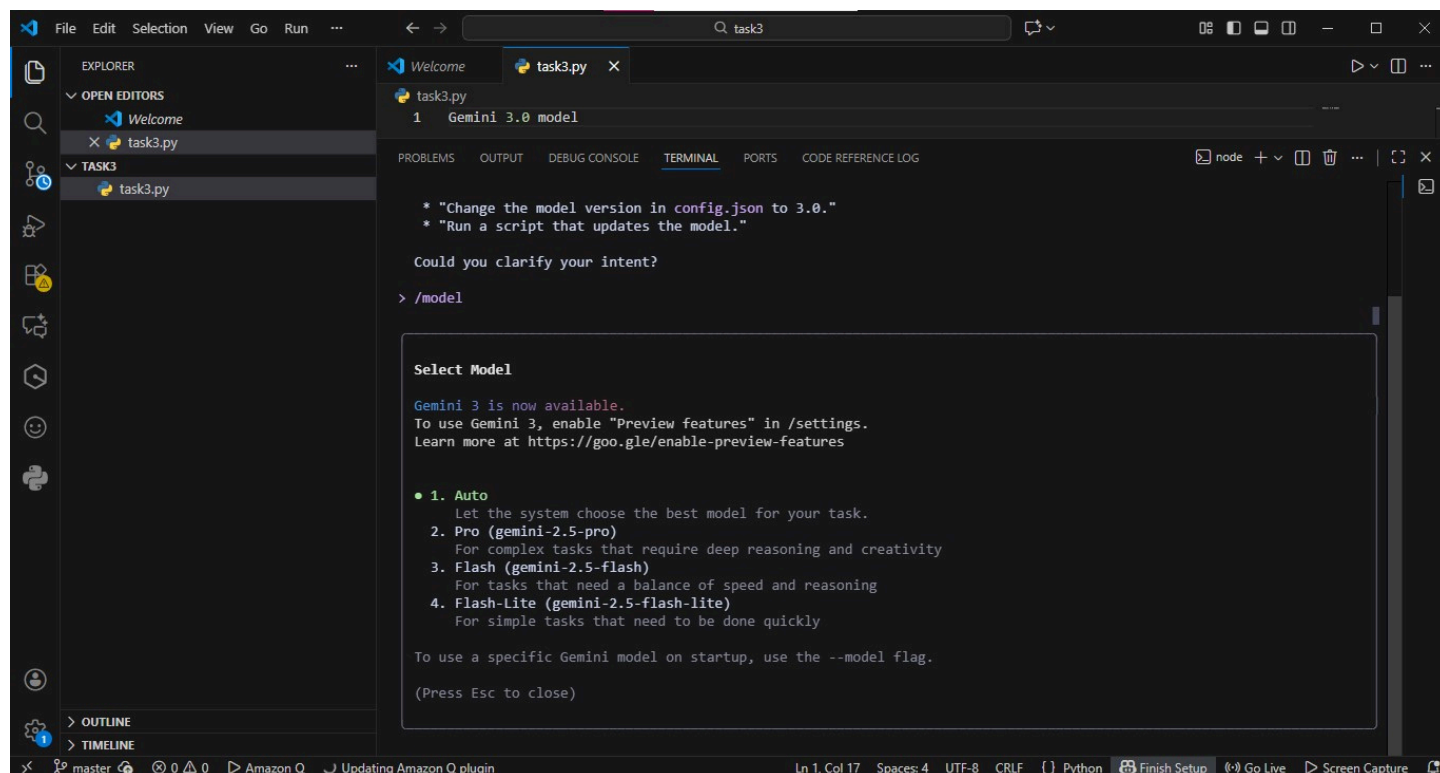 File Edit Selection View Go Run ··· task3
EXPLORER ···
OPEN EDITORS
Welcome
task3.py
TASK3
task3.py
OUTLINE
TIMELINE
Welcome task3.py
task3.py
1 Gemini 3.0 model
PROBLEMS OUTPUT DEBUG CONSOLE TERMINAL PORTS CODE REFERENCE LOG node
* "Change the model version in config.json to 3.0."
* "Run a script that updates the model."
Could you clarify your intent?
> /model
Select Model
Gemini 3 is now available.
To use Gemini 3, enable "Preview features" in /settings.
Learn more at https://goo.gle/enable-preview-features
● 1. Auto
Let the system choose the best model for your task.
2. Pro (gemini-2.5-pro)
For complex tasks that require deep reasoning and creativity
3. Flash (gemini-2.5-flash)
For tasks that need a balance of speed and reasoning
4. Flash-Lite (gemini-2.5-flash-lite)
For simple tasks that need to be done quickly
To use a specific Gemini model on startup, use the --model flag.
(Press Esc to close)
1
master 0 0 Amazon Q Updating Amazon Q plugin Ln 1, Col 17 Spaces: 4 UTF-8 CRLF {} Python Finish Setup Go Live Screen Capture